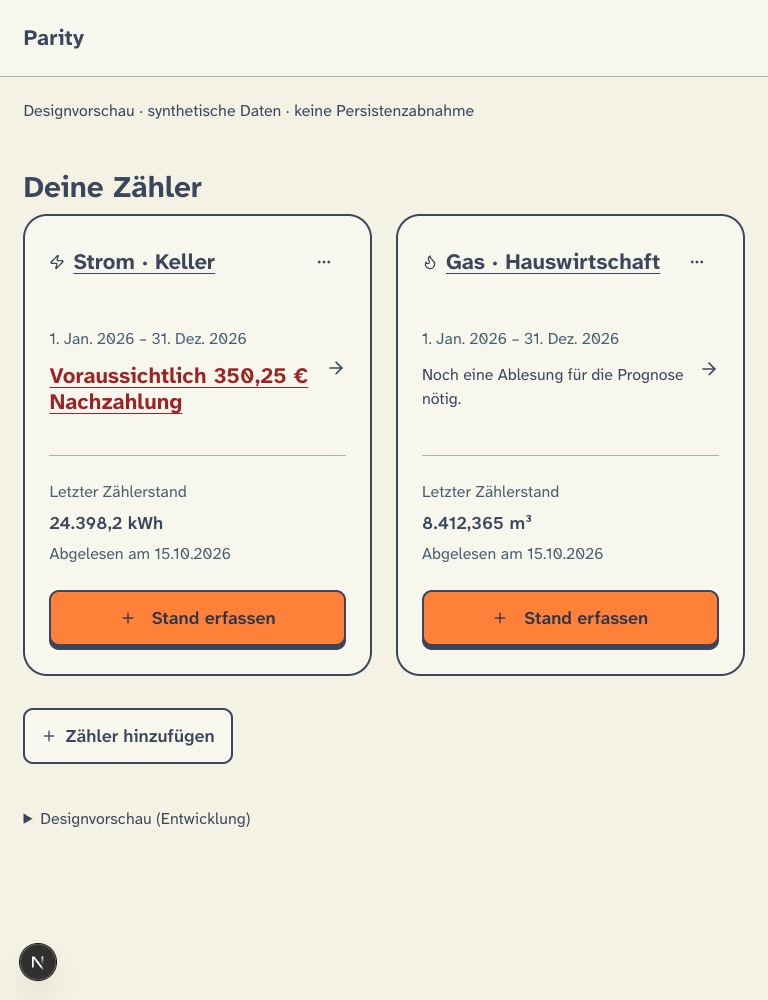 Parity
Designvorschau · synthetische Daten · keine Persistenzabnahme
Deine Zähler
Strom · Keller
1. Jan. 2026 – 31. Dez. 2026
Voraussichtlich 350,25 €
Nachzahlung
Letzter Zählerstand
24.398,2 kWh
Abgelesen am 15.10.2026
+ Stand erfassen
Gas · Hauswirtschaft
1. Jan. 2026 – 31. Dez. 2026
Noch eine Ablesung für die Prognose
nötig.
Letzter Zählerstand
8.412,365 m³
Abgelesen am 15.10.2026
+ Stand erfassen
+ Zähler hinzufügen
Designvorschau (Entwicklung)
N